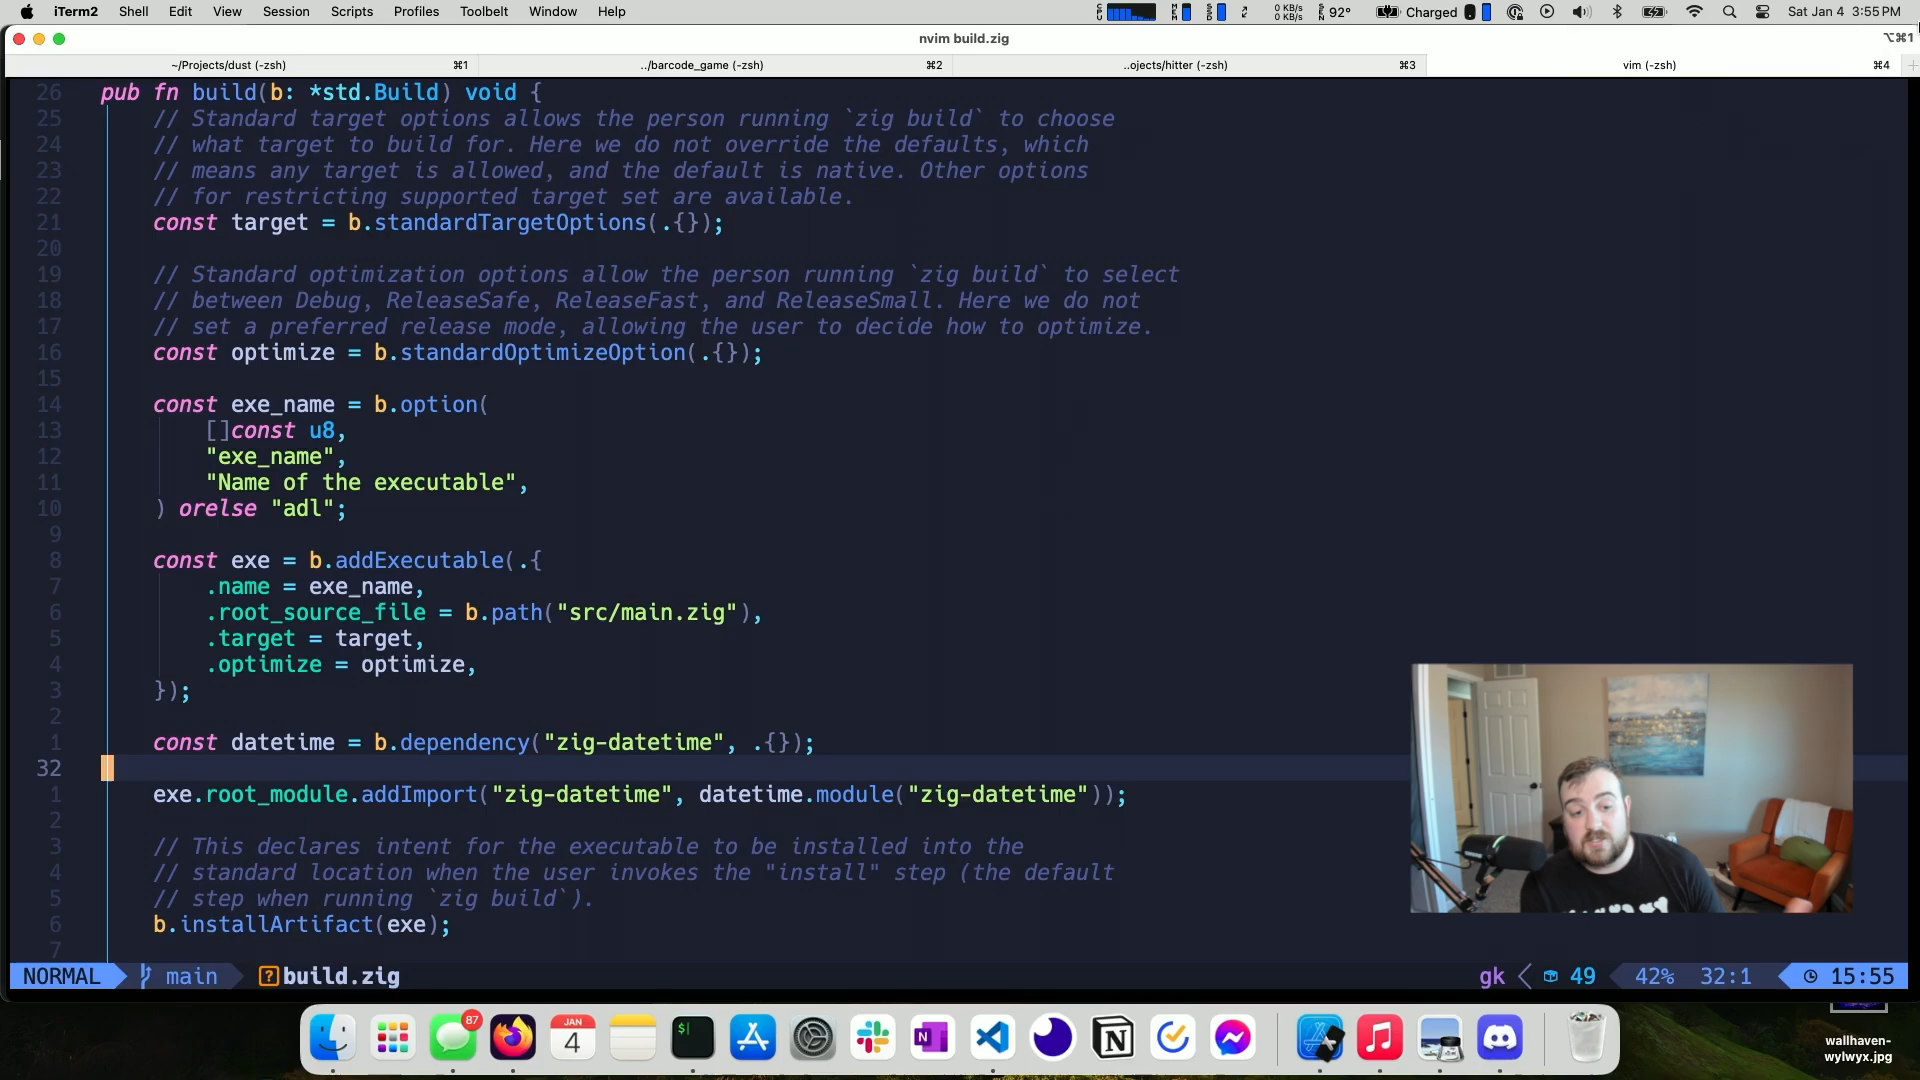 iTerm2 Shell Edit View Session Scripts Profiles Toolbelt Window Help 0 KB/s 0 KB/s 92° Charged Sat Jan 4 3:55 PM
nvim build.zig ⌥⌘1
~/Projects/dust (-zsh) ⌘1 ../barcode_game (-zsh) ⌘2 ..ojects/hitter (-zsh) ⌘3 vim (-zsh) ⌘4
26 pub fn build(b: *std.Build) void {
25 // Standard target options allows the person running `zig build` to choose
24 // what target to build for. Here we do not override the defaults, which
23 // means any target is allowed, and the default is native. Other options
22 // for restricting supported target set are available.
21 const target = b.standardTargetOptions(.{});
20
19 // Standard optimization options allow the person running `zig build` to select
18 // between Debug, ReleaseSafe, ReleaseFast, and ReleaseSmall. Here we do not
17 // set a preferred release mode, allowing the user to decide how to optimize.
16 const optimize = b.standardOptimizeOption(.{});
15
14 const exe_name = b.option(
13 []const u8,
12 "exe_name",
11 "Name of the executable",
10 ) orelse "adl";
9
8 const exe = b.addExecutable(.{
7 .name = exe_name,
6 .root_source_file = b.path("src/main.zig"),
5 .target = target,
4 .optimize = optimize,
3 });
2
1 const datetime = b.dependency("zig-datetime", .{});
32
1 exe.root_module.addImport("zig-datetime", datetime.module("zig-datetime"));
2
3 // This declares intent for the executable to be installed into the
4 // standard location when the user invokes the "install" step (the default
5 // step when running `zig build`).
6 b.installArtifact(exe);
7
NORMAL main build.zig gk 49 42% 32:1 15:55
87
JAN
4
wallhaven-
wylwyx.jpg